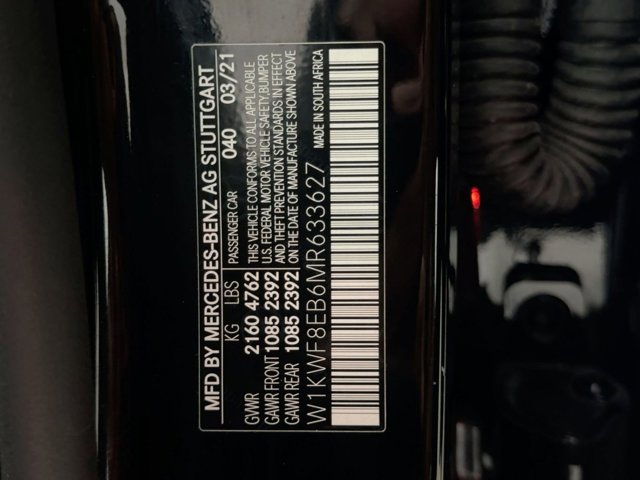 MFD BY MERCEDES-BENZ AG STUTTGART
KG LBS PASSENGER CAR 040 03/21
GVWR 2160 4762 THIS VEHICLE CONFORMS TO ALL APPLICABLE
GAWR FRONT 1085 2392 U.S. FEDERAL MOTOR VEHICLE SAFETY, BUMPER
GAWR REAR 1085 2392 AND THEFT PREVENTION STANDARDS IN EFFECT
ON THE DATE OF MANUFACTURE SHOWN ABOVE
W1KWF8EB6MR633627 MADE IN SOUTH AFRICA